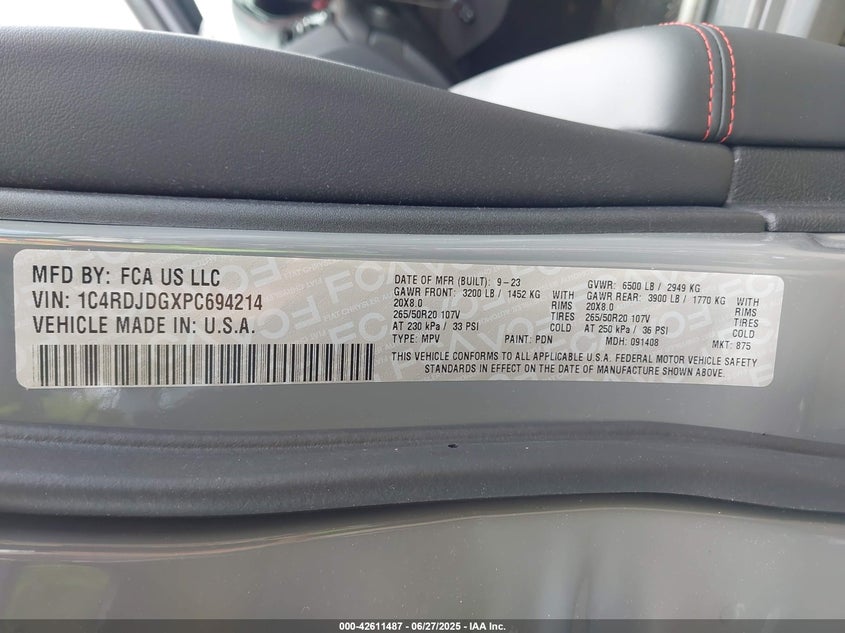 MFD BY: FCA US LLC
VIN: 1C4RDJDGXPC694214
VEHICLE MADE IN: U.S.A.
DATE OF MFR (BUILT): 9-23 GVWR: 6500 LB / 2949 KG
GAWR FRONT: 3200 LB / 1452 KG WITH GAWR REAR: 3900 LB / 1770 KG WITH
20X8.0 RIMS 20X8.0 RIMS
265/50R20 107V TIRES 265/50R20 107V TIRES
AT 230 kPa / 33 PSI COLD AT 250 kPa / 36 PSI COLD
TYPE: MPV PAINT: PDN MDH: 091408 MKT: 875
THIS VEHICLE CONFORMS TO ALL APPLICABLE U.S.A. FEDERAL MOTOR VEHICLE SAFETY
STANDARDS IN EFFECT ON THE DATE OF MANUFACTURE SHOWN ABOVE.
000-42611487 - 06/27/2025 - IAA Inc.